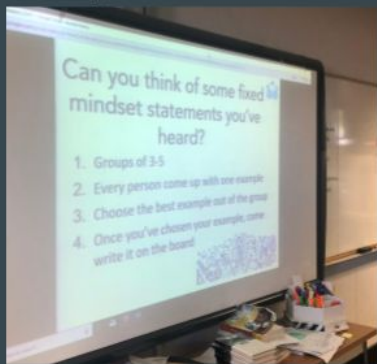 Can you think of some fixed
mindset statements you've
heard?
1. Groups of 3-5
2. Every person come up with one example
3. Choose the best example out of the group
4. Once you've chosen your example, come
write it on the board